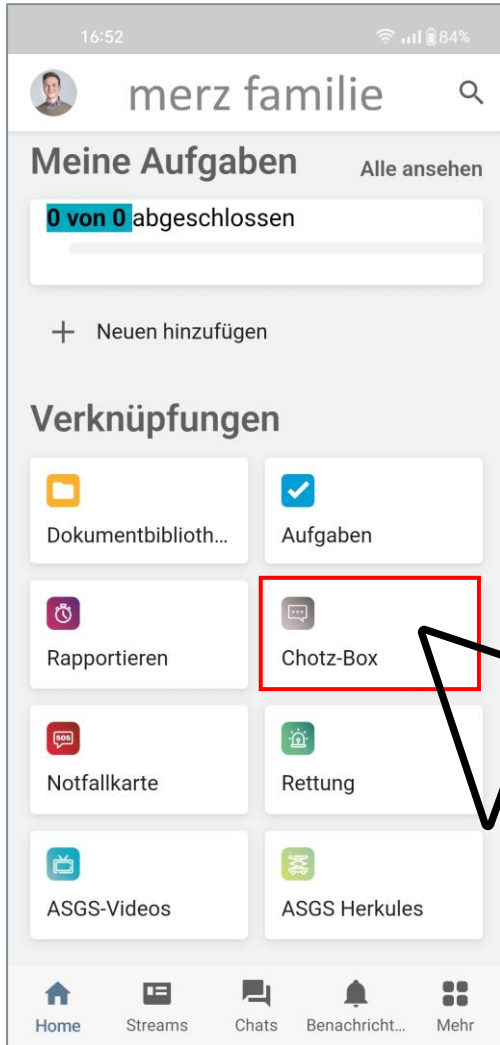 16:52 84%
merz familie
Meine Aufgaben Alle ansehen
0 von 0 abgeschlossen
+ Neuen hinzufügen
Verknüpfungen
Dokumentbiblioth... Aufgaben
Rapportieren Chotz-Box
SOS
Notfallkarte Rettung
ASGS-Videos ASGS Herkules
Home Streams Chats Benachricht... Mehr